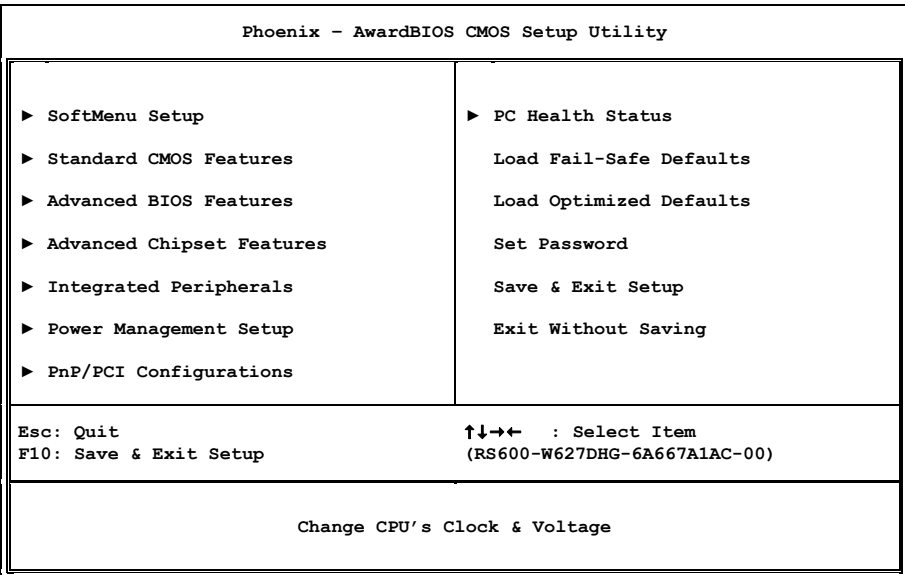 Phoenix – AwardBIOS CMOS Setup Utility
► SoftMenu Setup
► Standard CMOS Features
► Advanced BIOS Features
► Advanced Chipset Features
► Integrated Peripherals
► Power Management Setup
► PnP/PCI Configurations
► PC Health Status
Load Fail-Safe Defaults
Load Optimized Defaults
Set Password
Save & Exit Setup
Exit Without Saving
Esc: Quit
F10: Save & Exit Setup
↑↓→← : Select Item
(RS600-W627DHG-6A667A1AC-00)
Change CPU’s Clock & Voltage